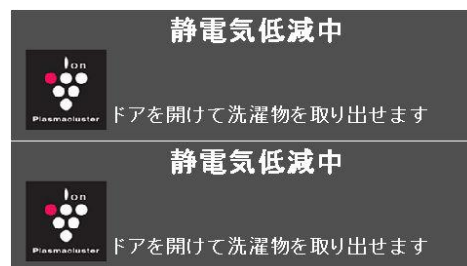 静電気低減中
Ion
Plasmacluster
ドアを開けて洗濯物を取り出せます
静電気低減中
Ion
Plasmacluster
ドアを開けて洗濯物を取り出せます